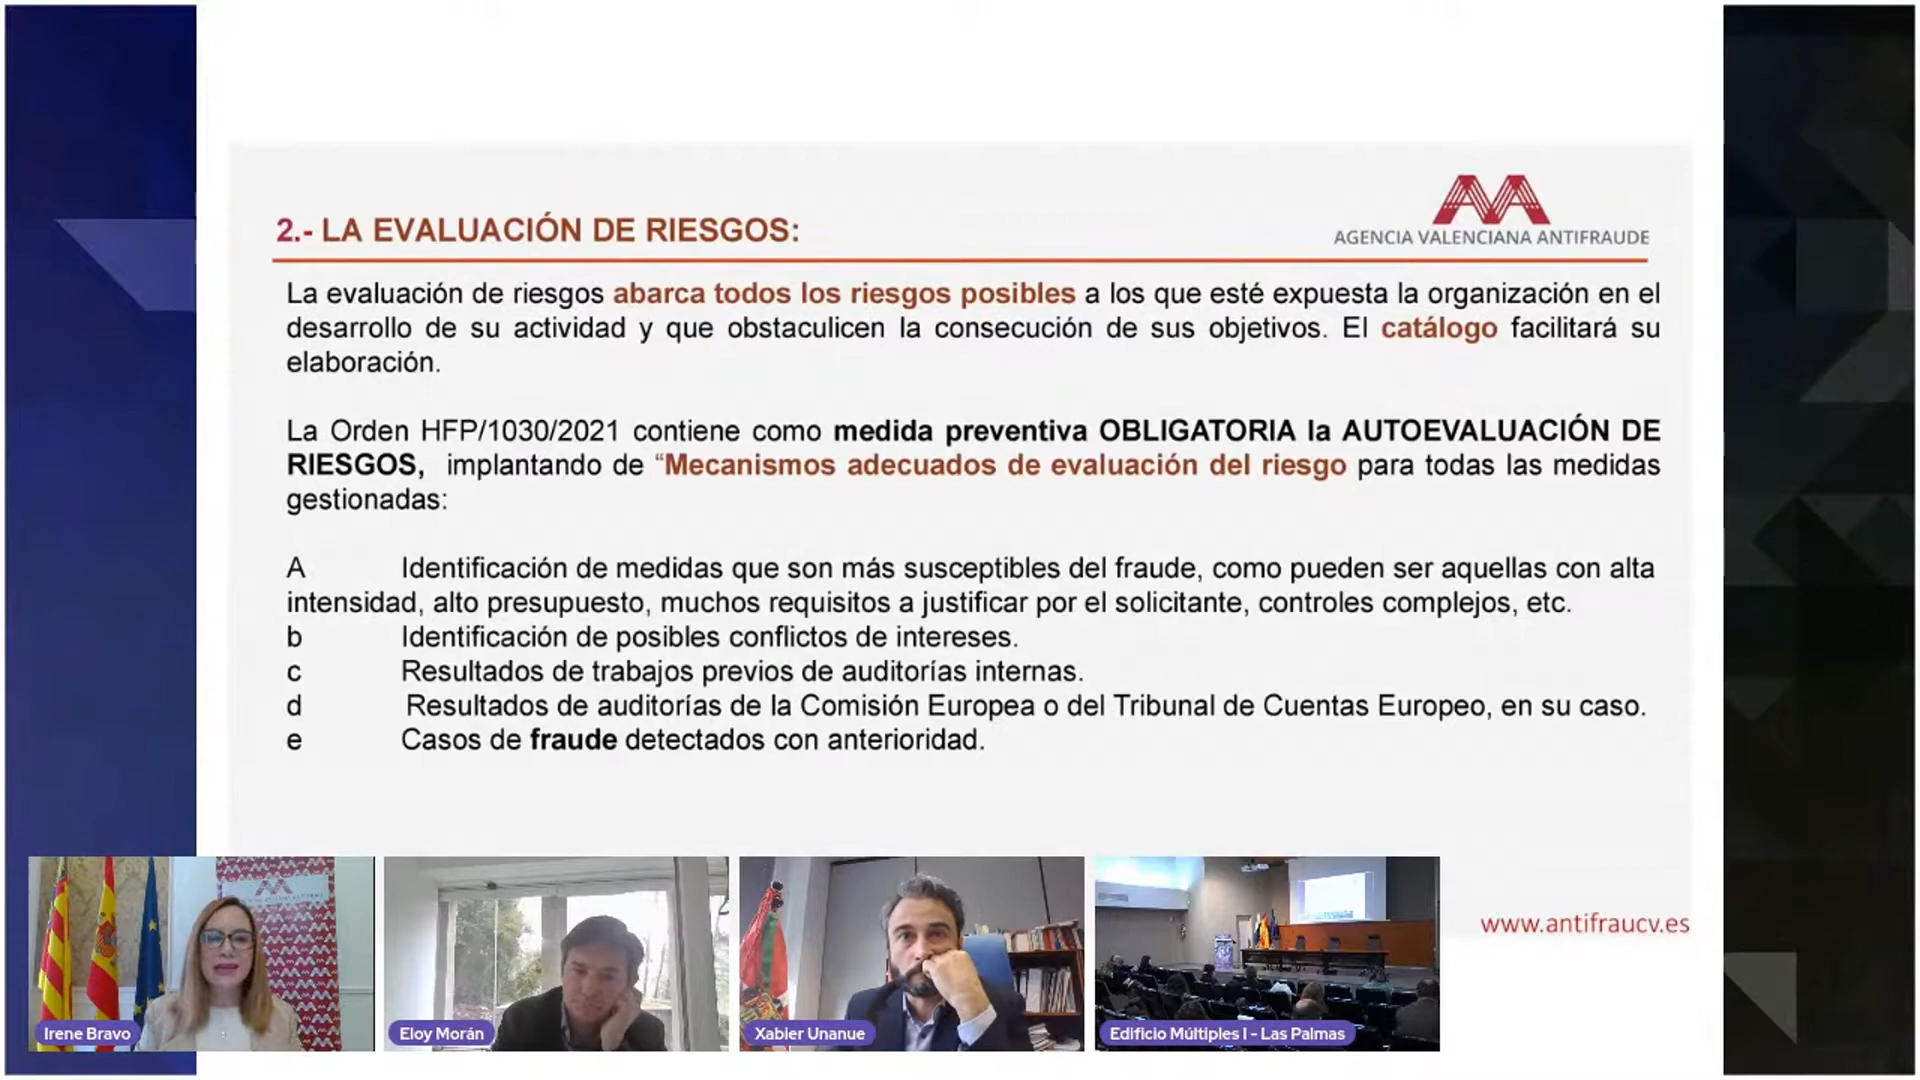 AGENCIA VALENCIANA ANTIFRAUDE
2.- LA EVALUACIÓN DE RIESGOS:
La evaluación de riesgos abarca todos los riesgos posibles a los que esté expuesta la organización en el
desarrollo de su actividad y que obstaculicen la consecución de sus objetivos. El catálogo facilitará su
elaboración.
La Orden HFP/1030/2021 contiene como medida preventiva OBLIGATORIA la AUTOEVALUACIÓN DE
RIESGOS, implantando de “Mecanismos adecuados de evaluación del riesgo para todas las medidas
gestionadas:
A Identificación de medidas que son más susceptibles del fraude, como pueden ser aquellas con alta
intensidad, alto presupuesto, muchos requisitos a justificar por el solicitante, controles complejos, etc.
b Identificación de posibles conflictos de intereses.
c Resultados de trabajos previos de auditorías internas.
d Resultados de auditorías de la Comisión Europea o del Tribunal de Cuentas Europeo, en su caso.
e Casos de fraude detectados con anterioridad.
www.antifraucv.es
Irene Bravo
Eloy Morán
Xabier Unanue
Edificio Múltiples I - Las Palmas